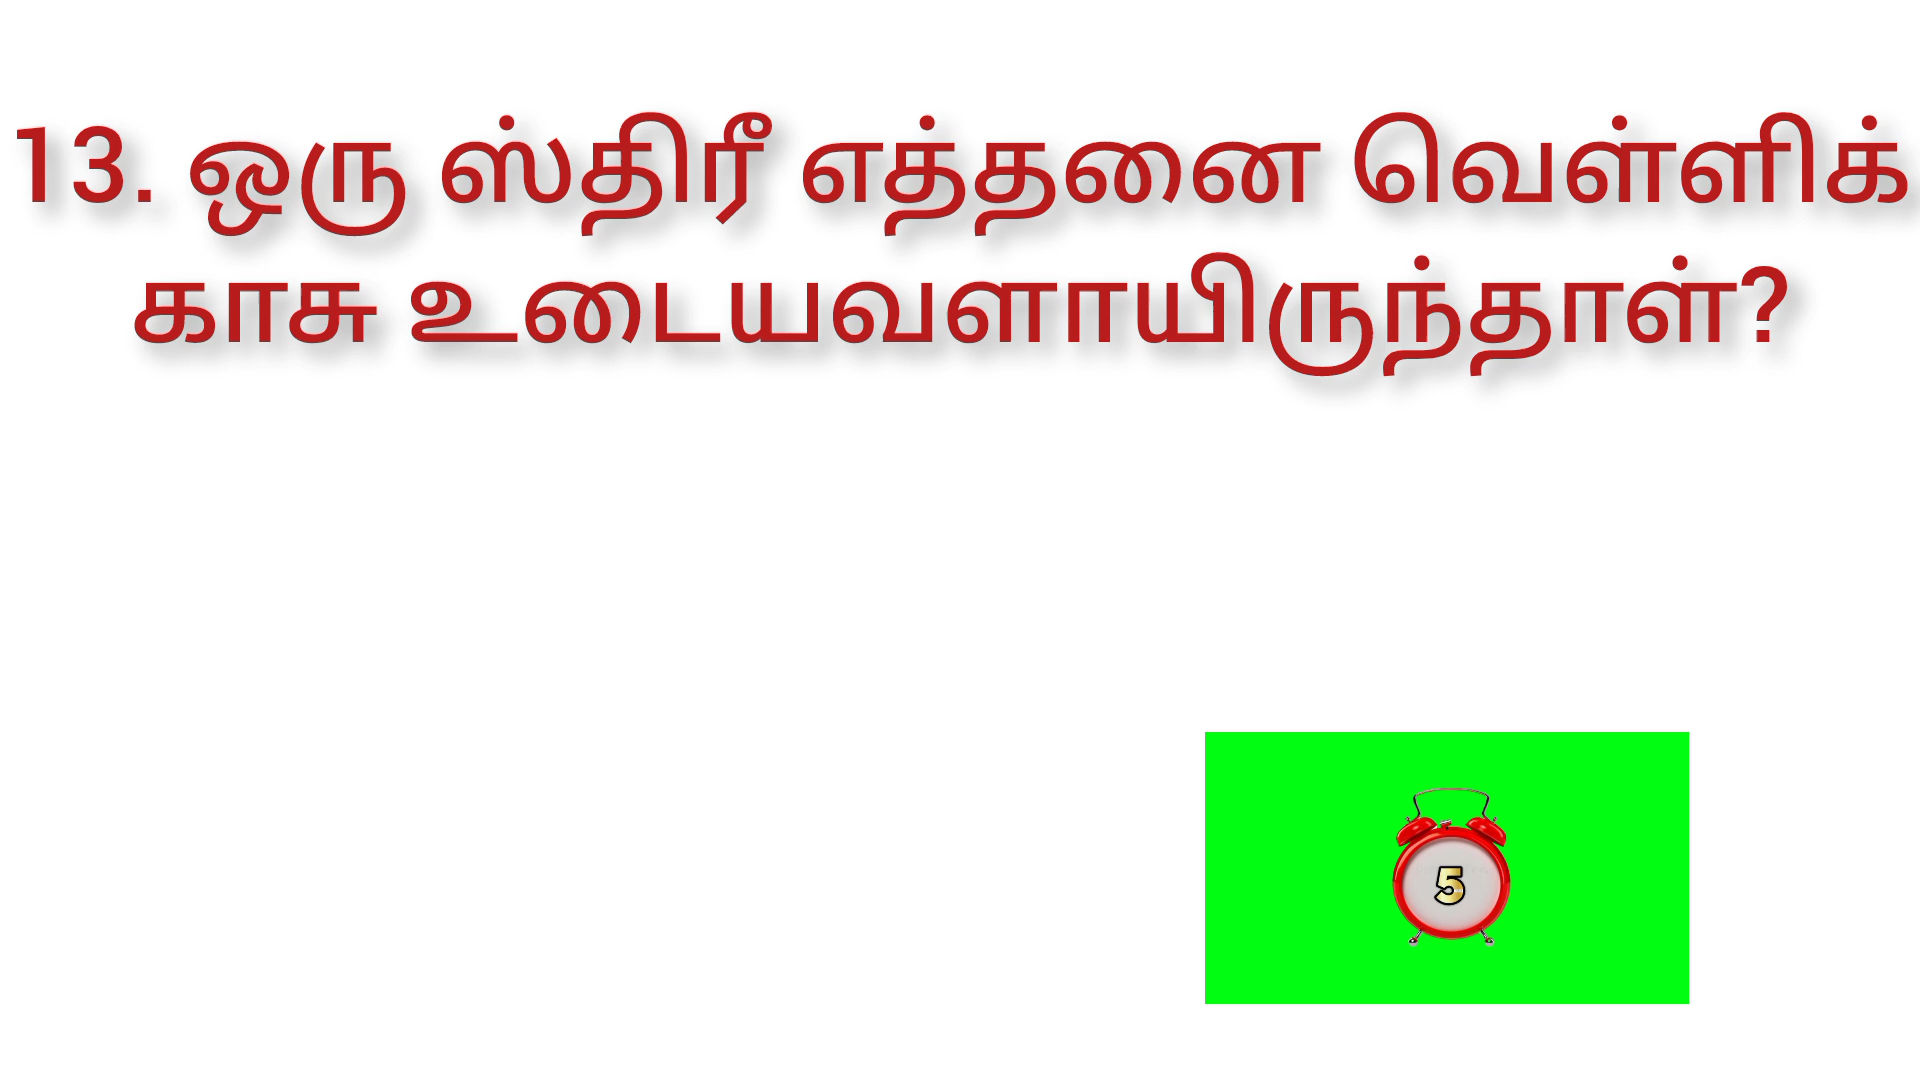 13. ஒரு ஸ்திரீ எத்தனை வெள்ளிக்
காசு உடையவளாயிருந்தாள்?
5